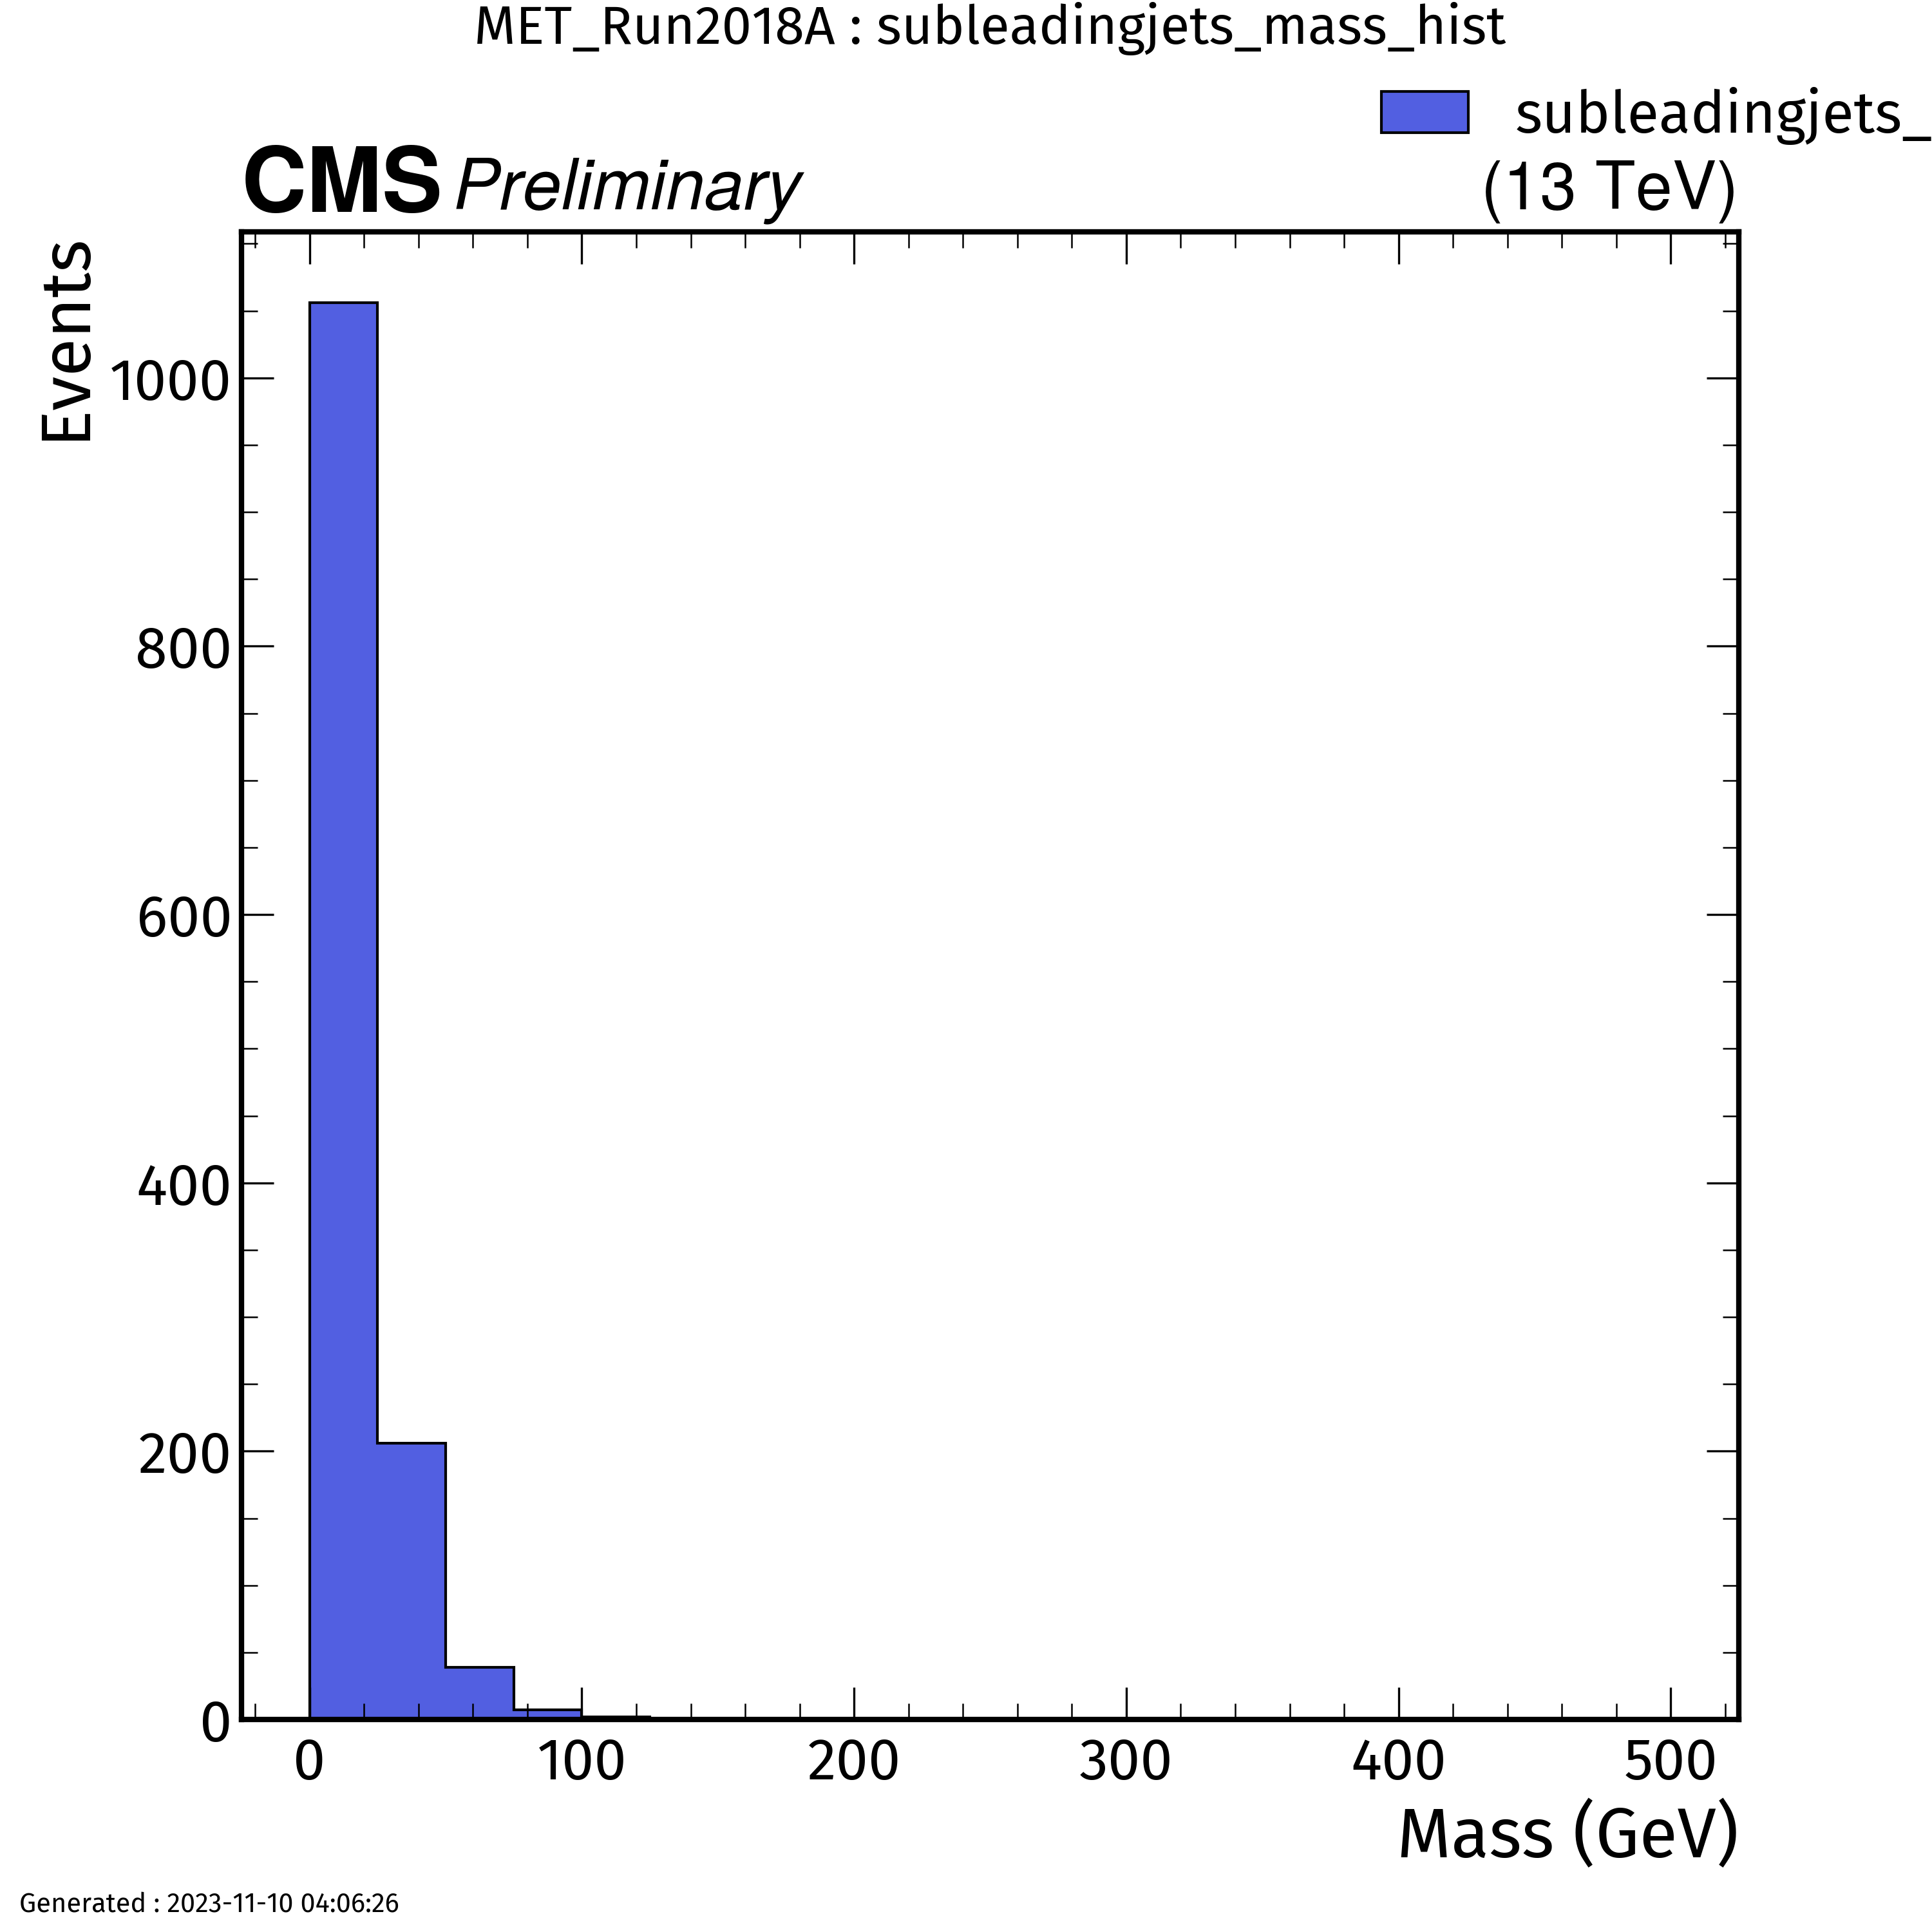 MET_Run2018A : subleadingjets_mass_hist
subleadingjets_
CMS Preliminary
(13 TeV)
Events
1000
800
600
400
200
0
0 100 200 300 400 500
Mass (GeV)
Generated : 2023-11-10 04:06:26